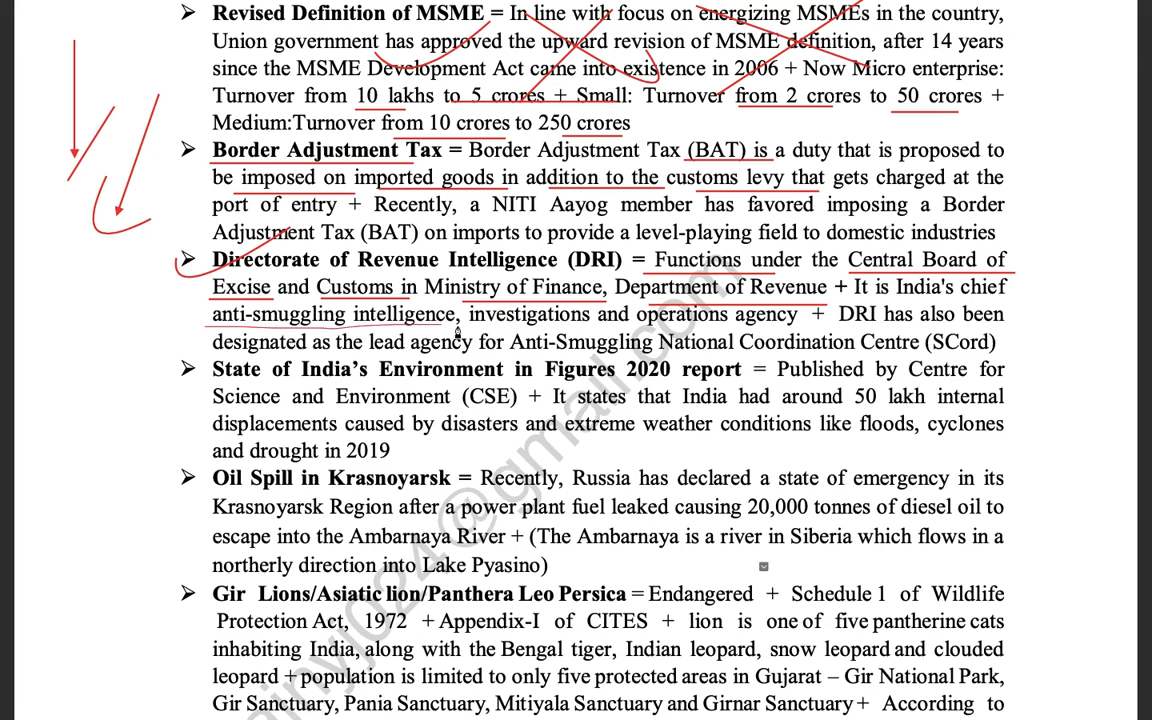 ➢ Revised Definition of MSME = In line with focus on energizing MSMEs in the country,
Union government has approved the upward revision of MSME definition, after 14 years
since the MSME Development Act came into existence in 2006 + Now Micro enterprise:
Turnover from 10 lakhs to 5 crores + Small: Turnover from 2 crores to 50 crores +
Medium:Turnover from 10 crores to 250 crores
➢ Border Adjustment Tax = Border Adjustment Tax (BAT) is a duty that is proposed to
be imposed on imported goods in addition to the customs levy that gets charged at the
port of entry + Recently, a NITI Aayog member has favored imposing a Border
Adjustment Tax (BAT) on imports to provide a level-playing field to domestic industries
➢ Directorate of Revenue Intelligence (DRI) = Functions under the Central Board of
Excise and Customs in Ministry of Finance, Department of Revenue + It is India's chief
anti-smuggling intelligence, investigations and operations agency + DRI has also been
designated as the lead agency for Anti-Smuggling National Coordination Centre (SCord)
➢ State of India’s Environment in Figures 2020 report = Published by Centre for
Science and Environment (CSE) + It states that India had around 50 lakh internal
displacements caused by disasters and extreme weather conditions like floods, cyclones
and drought in 2019
➢ Oil Spill in Krasnoyarsk = Recently, Russia has declared a state of emergency in its
Krasnoyarsk Region after a power plant fuel leaked causing 20,000 tonnes of diesel oil to
escape into the Ambarnaya River + (The Ambarnaya is a river in Siberia which flows in a
northerly direction into Lake Pyasino)
➢ Gir Lions/Asiatic lion/Panthera Leo Persica = Endangered + Schedule 1 of Wildlife
Protection Act, 1972 + Appendix-I of CITES + lion is one of five pantherine cats
inhabiting India, along with the Bengal tiger, Indian leopard, snow leopard and clouded
leopard + population is limited to only five protected areas in Gujarat – Gir National Park,
Gir Sanctuary, Pania Sanctuary, Mitiyala Sanctuary and Girnar Sanctuary + According to